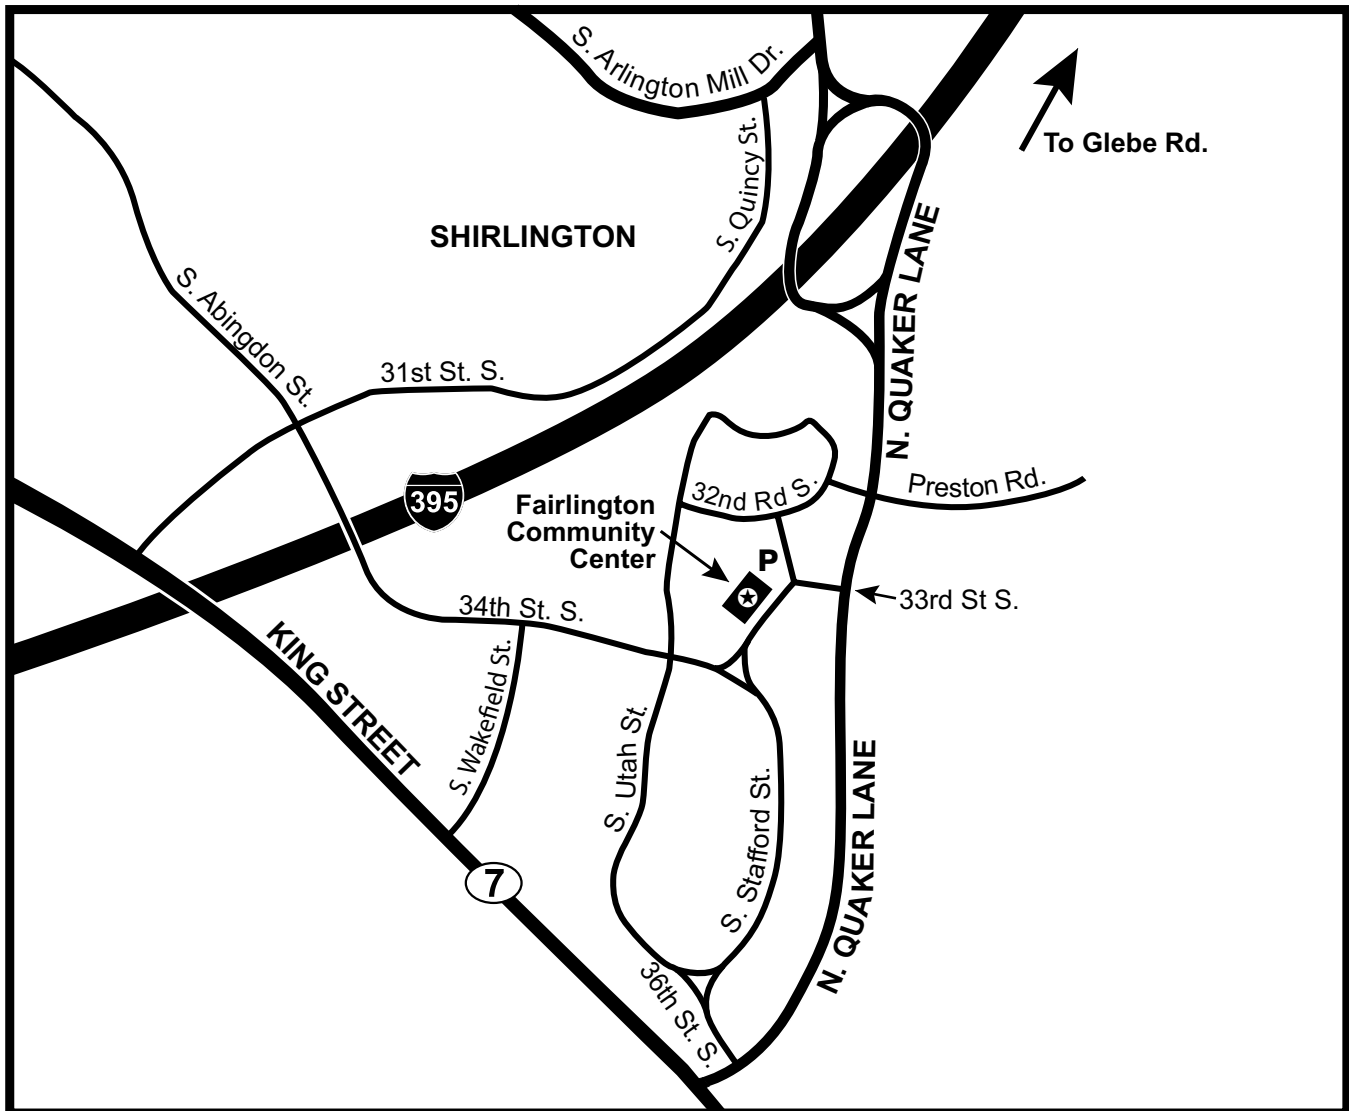 S. Arlington Mill Dr.
To Glebe Rd.
S. Quincy St.
SHIRLINGTON
N. QUAKER LANE
S. Abingdon St.
31st St. S.
395
Preston Rd.
32nd Rd S.
Fairlington
Community
Center
P
33rd St S.
34th St. S.
KING STREET
S. Wakefield St.
S. Utah St.
S. Stafford St.
N. QUAKER LANE
7
36th St. S.